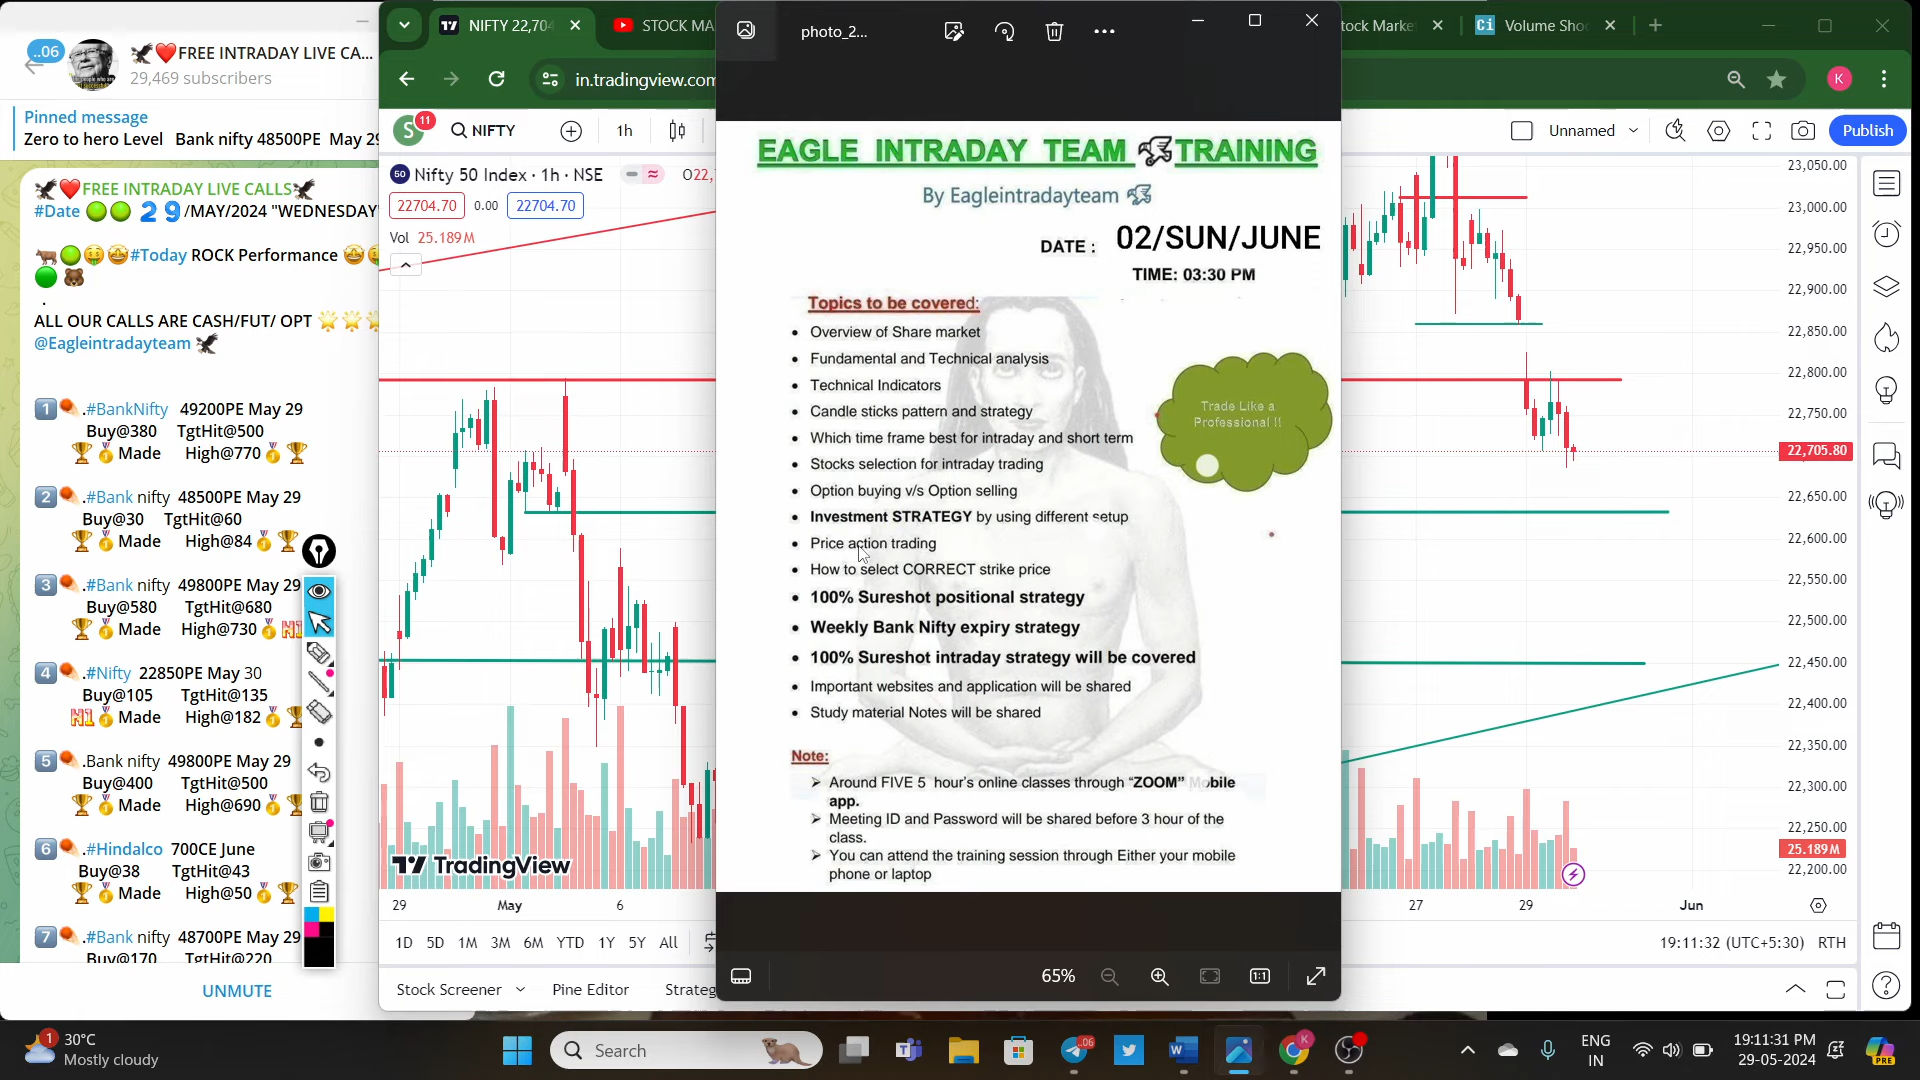 ..06
FREE INTRADAY LIVE CA...
29,469 subscribers
Pinned message
Zero to hero Level Bank nifty 48500PE May 29
FREE INTRADAY LIVE CALLS
#Date 29/MAY/2024 "WEDNESDAY"
#Today ROCK Performance
.
ALL OUR CALLS ARE CASH/FUT/ OPT
@Eagleintradayteam
1 .#BankNifty 49200PE May 29
Buy@380 TgtHit@500
Made High@770
2 .#Bank nifty 48500PE May 29
Buy@30 TgtHit@60
Made High@84
3 .#Bank nifty 49800PE May 29
Buy@580 TgtHit@680
Made High@730
4 .#Nifty 22850PE May 30
Buy@105 TgtHit@135
Made High@182
5 .Bank nifty 49800PE May 29
Buy@400 TgtHit@500
Made High@690
6 .#Hindalco 700CE June
Buy@38 TgtHit@43
Made High@50
7 .#Bank nifty 48700PE May 29
Buy@170 TgtHit@220
UNMUTE
NIFTY 22,704
STOCK MA
tock Marke
Ci Volume Sho
in.tradingview.com
K
S 11 NIFTY 1h
Unnamed
Publish
50 Nifty 50 Index · 1h · NSE O22,
22704.70 0.00 22704.70
Vol 25.189M
TradingView
29 May 6
1D 5D 1M 3M 6M YTD 1Y 5Y All
Stock Screener Pine Editor Strateg
photo_2...
EAGLE INTRADAY TEAM TRAINING
By Eagleintradayteam
DATE : 02/SUN/JUNE
TIME: 03:30 PM
Topics to be covered:
• Overview of Share market
• Fundamental and Technical analysis
• Technical Indicators
• Candle sticks pattern and strategy
• Which time frame best for intraday and short term
• Stocks selection for intraday trading
• Option buying v/s Option selling
• Investment STRATEGY by using different setup
• Price action trading
• How to select CORRECT strike price
• 100% Sureshot positional strategy
• Weekly Bank Nifty expiry strategy
• 100% Sureshot intraday strategy will be covered
• Important websites and application will be shared
• Study material Notes will be shared
Trade Like a
Professional !!
Note:
➢ Around FIVE 5 hour's online classes through “ZOOM” Mobile
app.
➢ Meeting ID and Password will be shared before 3 hour of the
class.
➢ You can attend the training session through Either your mobile
phone or laptop
65%
1:1
23,050.00
23,000.00
22,950.00
22,900.00
22,850.00
22,800.00
22,750.00
22,705.80
22,650.00
22,600.00
22,550.00
22,500.00
22,450.00
22,400.00
22,350.00
22,300.00
22,250.00
25.189M
22,200.00
27 29 Jun
19:11:32 (UTC+5:30) RTH
1 30°C
Mostly cloudy
Search
..06
ENG
IN
19:11:31 PM
29-05-2024
PRE